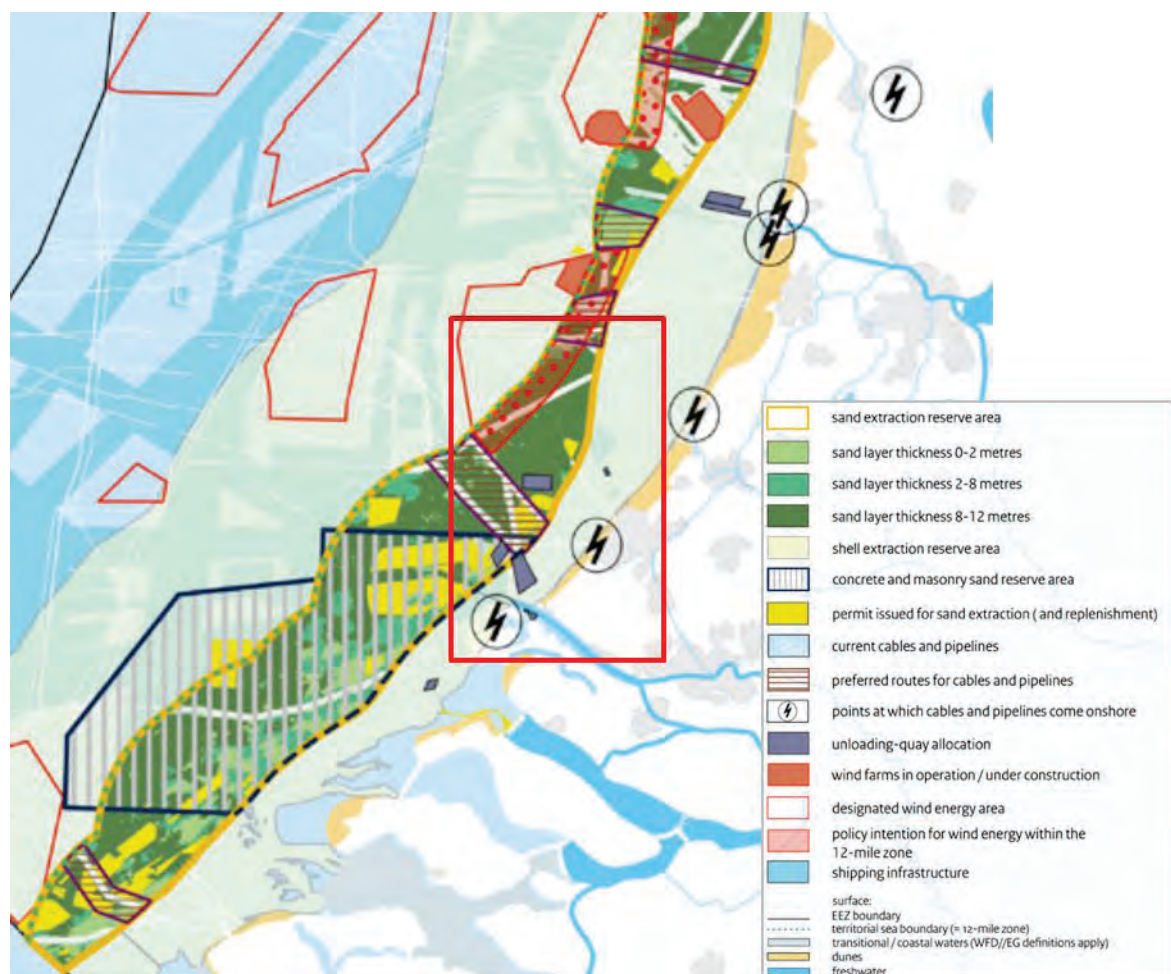 sand extraction reserve area
sand layer thickness 0-2 metres
sand layer thickness 2-8 metres
sand layer thickness 8-12 metres
shell extraction reserve area
concrete and masonry sand reserve area
permit issued for sand extraction ( and replenishment)
current cables and pipelines
preferred routes for cables and pipelines
points at which cables and pipelines come onshore
unloading-quay allocation
wind farms in operation / under construction
designated wind energy area
policy intention for wind energy within the
12-mile zone
shipping infrastructure
surface:
EEZ boundary
territorial sea boundary (= 12-mile zone)
transitional / coastal waters (WFD//EG definitions apply)
dunes
freshwater